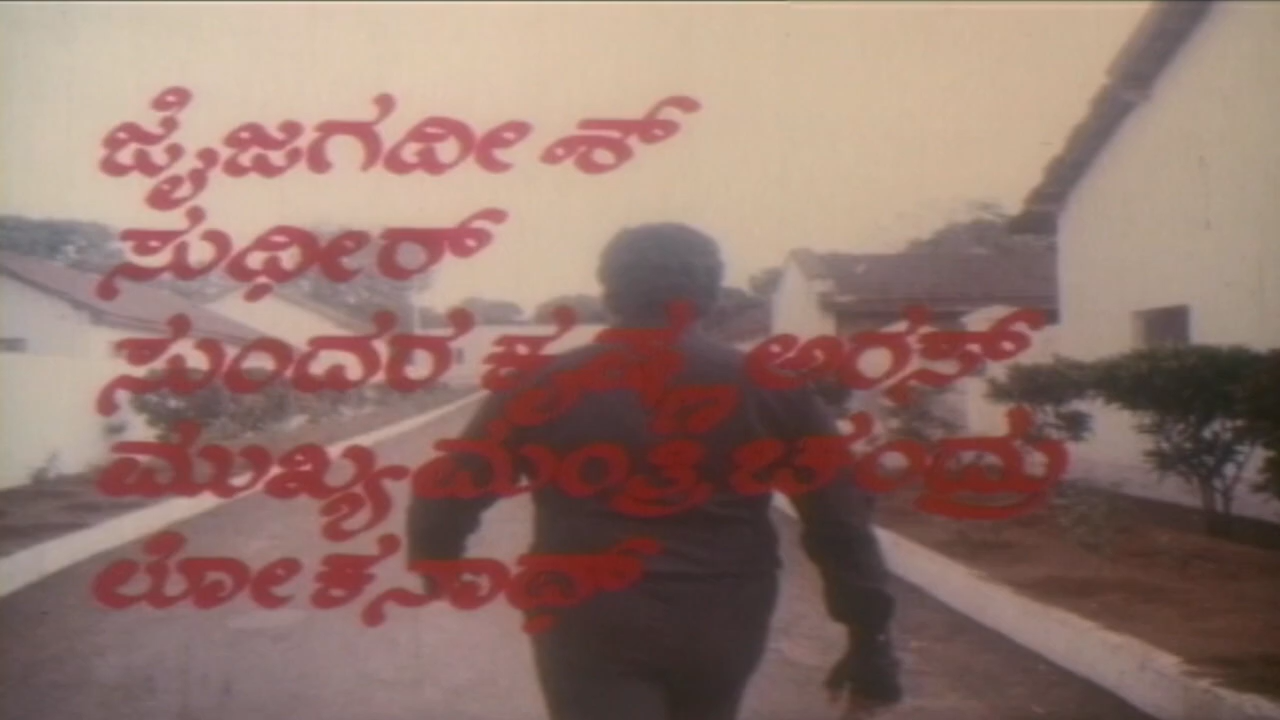 ಜೈಜಗದೀಶ್
ಸುಧೀರ್
ಸುಂದರ ಕೃಷ್ಣ ಅರಸ್
ಮುಖ್ಯಮಂತ್ರಿ ಚಂದ್ರು
ಲೋಕನಾಥ್